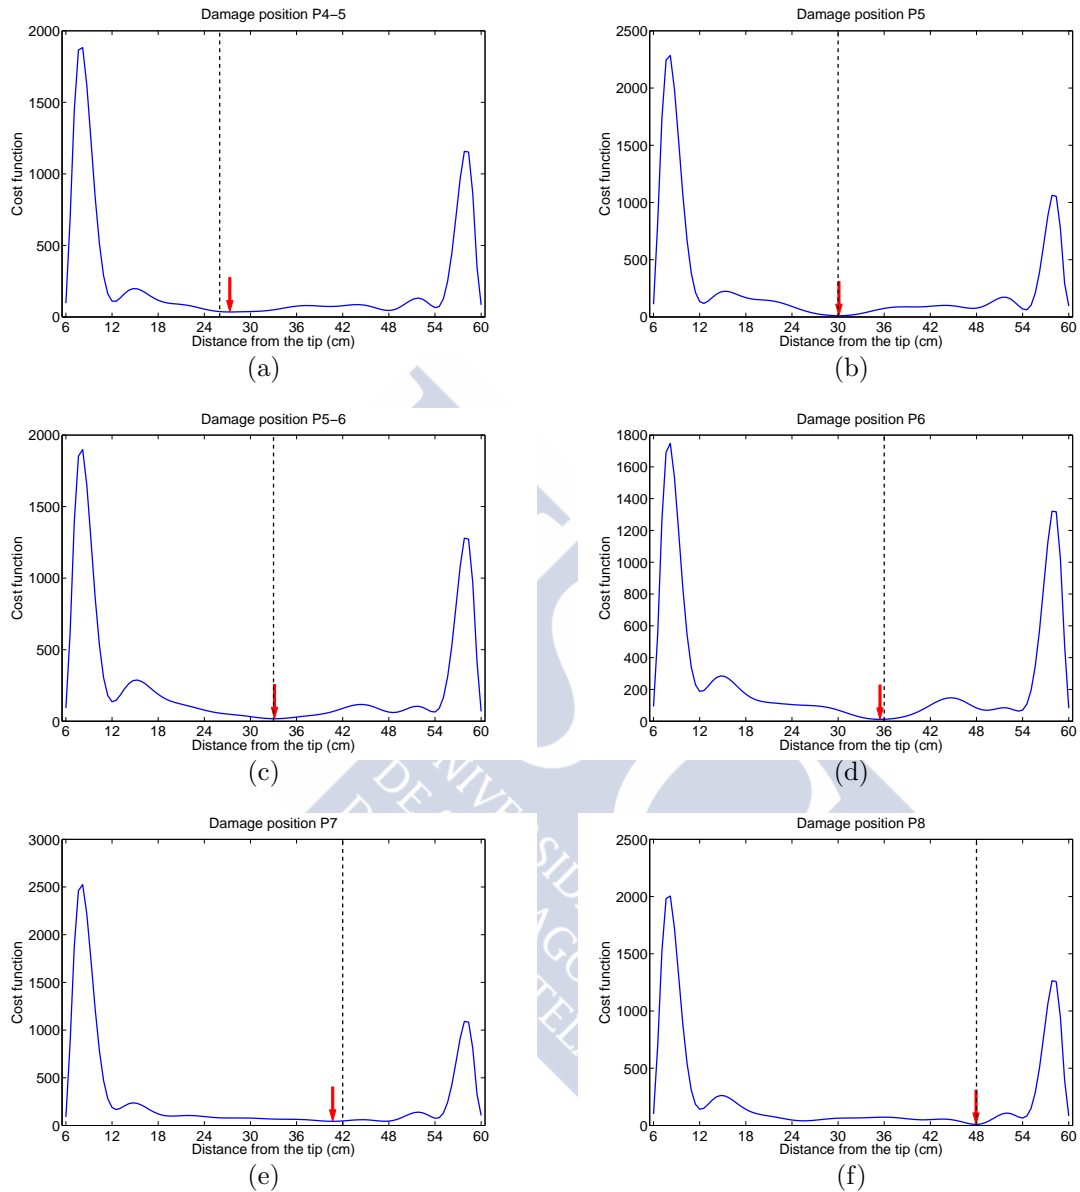 Damage position P4−5
2000
1500
1000
500
0
Cost function
6 12 18 24 30 36 42 48 54 60
Distance from the tip (cm)
(a)
Damage position P5
2500
2000
1500
1000
500
0
Cost function
6 12 18 24 30 36 42 48 54 60
Distance from the tip (cm)
(b)
Damage position P5−6
2000
1500
1000
500
0
Cost function
6 12 18 24 30 36 42 48 54 60
Distance from the tip (cm)
(c)
Damage position P6
1800
1600
1400
1200
1000
800
600
400
200
0
Cost function
6 12 18 24 30 36 42 48 54 60
Distance from the tip (cm)
(d)
Damage position P7
3000
2500
2000
1500
1000
500
0
Cost function
6 12 18 24 30 36 42 48 54 60
Distance from the tip (cm)
(e)
Damage position P8
2500
2000
1500
1000
500
0
Cost function
6 12 18 24 30 36 42 48 54 60
Distance from the tip (cm)
(f)